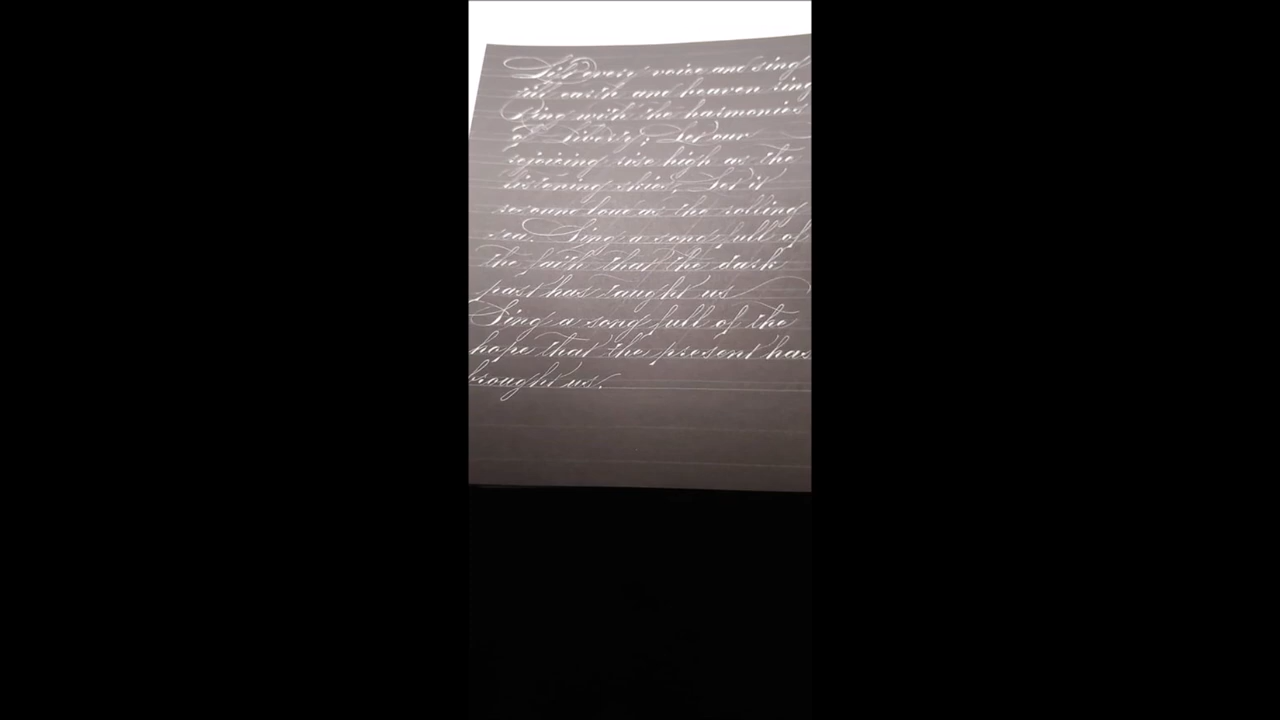 Lift every voice and sing
till earth and heaven ring
Ring with the harmonies
of Liberty; Let our
rejoicing rise high as the
listening skies, Let it
resound loud as the rolling
sea. Sing a song full of
the faith that the dark
past has taught us
Sing a song full of the
hope that the present has
brought us.